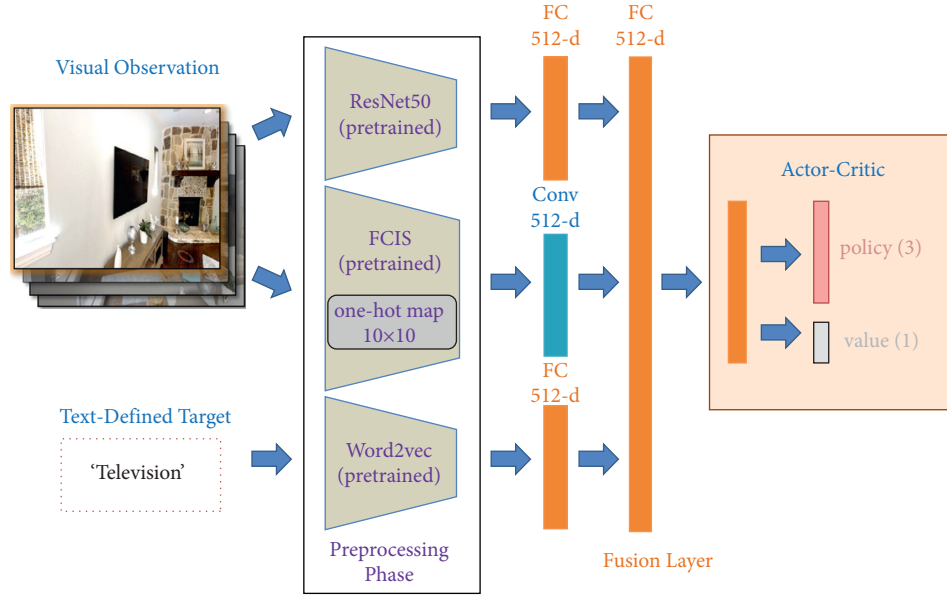 Visual Observation
ResNet50
(pretrained)
FCIS
(pretrained)
one-hot map
10×10
Text-Defined Target
‘Television’
Word2vec
(pretrained)
Preprocessing
Phase
FC
512-d
Conv
512-d
FC
512-d
FC
512-d
Fusion Layer
Actor-Critic
policy (3)
value (1)